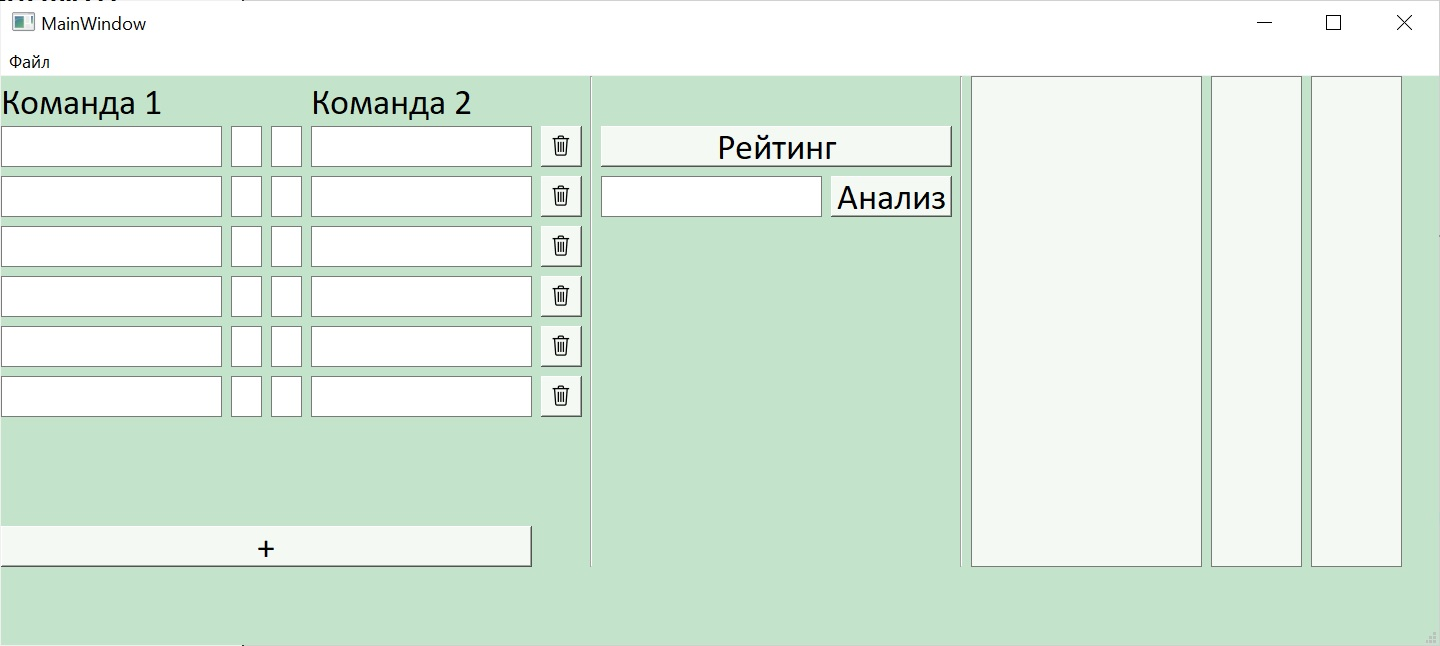 MainWindow
Файл
Команда 1 Команда 2
Рейтинг
Анализ
+